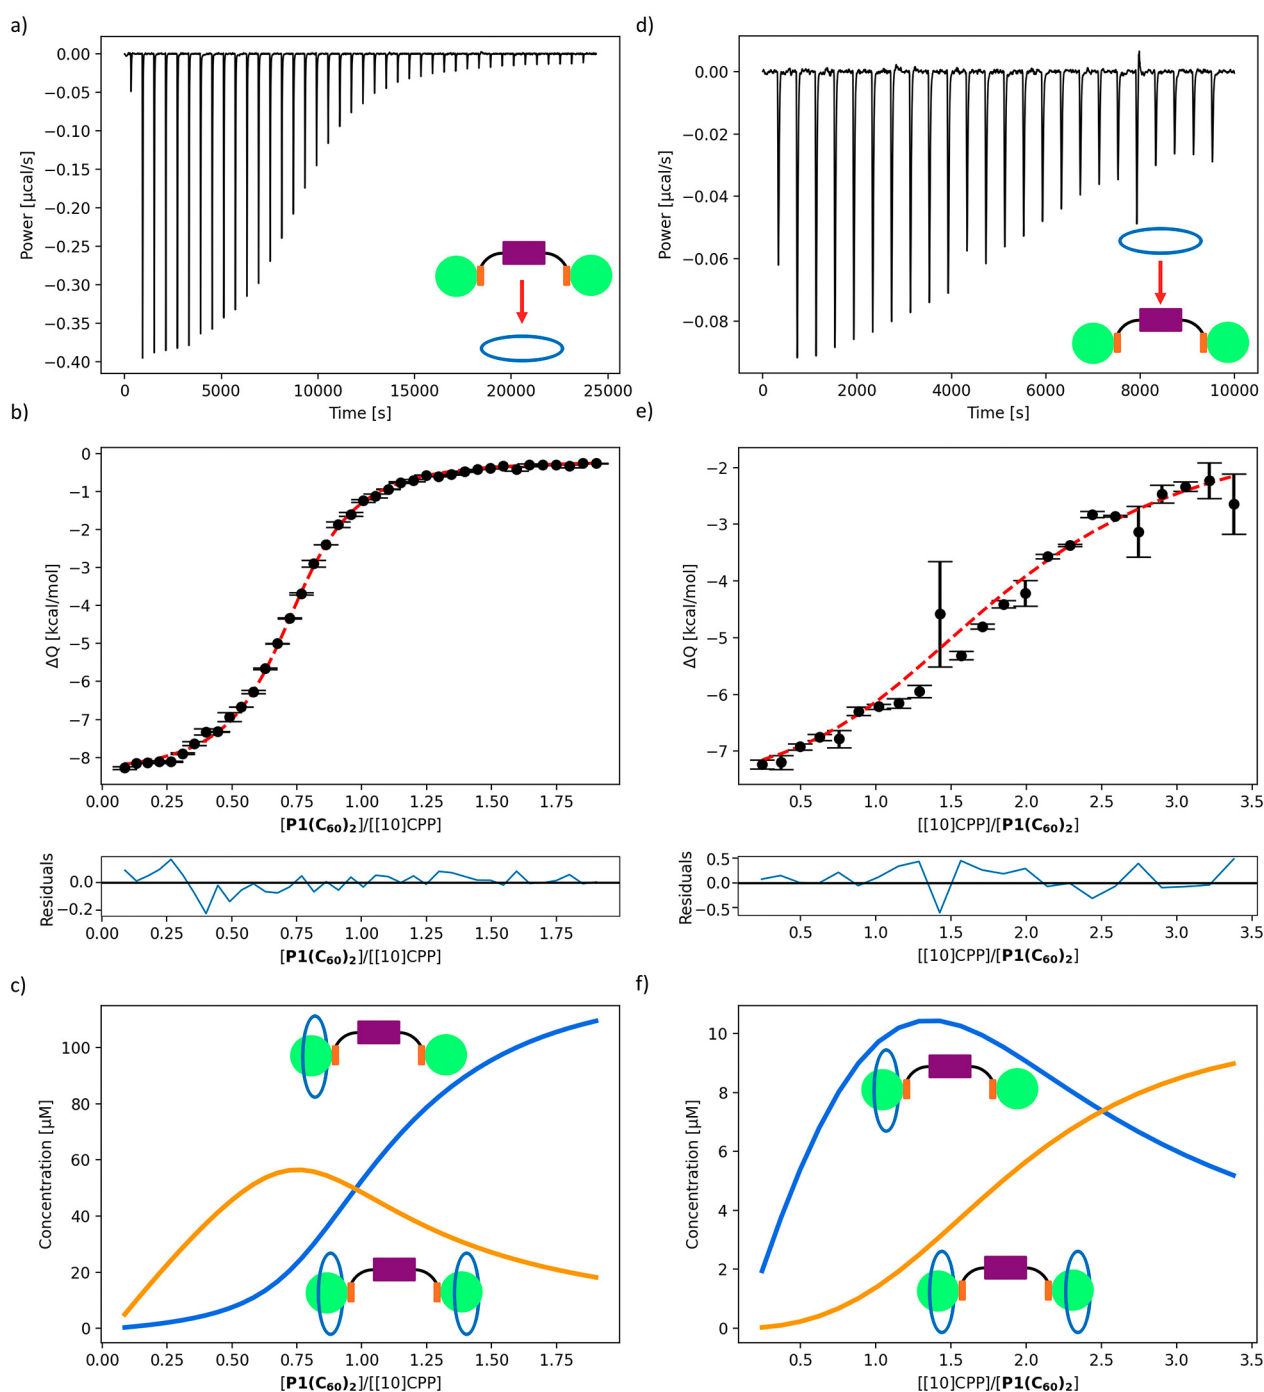 a)
0.00
−0.05
−0.10
−0.15
−0.20
−0.25
−0.30
−0.35
−0.40
Power [µcal/s]
0 5000 10000 15000 20000 25000
Time [s]
d)
0.00
−0.02
−0.04
−0.06
−0.08
Power [µcal/s]
0 2000 4000 6000 8000 10000
Time [s]
b)
0
−1
−2
−3
−4
−5
−6
−7
−8
ΔQ [kcal/mol]
0.00 0.25 0.50 0.75 1.00 1.25 1.50 1.75
[P1(C₆₀)₂]/[[10]CPP]
0.0
−0.2
Residuals
0.00 0.25 0.50 0.75 1.00 1.25 1.50 1.75
[P1(C₆₀)₂]/[[10]CPP]
e)
−2
−3
−4
−5
−6
−7
ΔQ [kcal/mol]
0.5 1.0 1.5 2.0 2.5 3.0 3.5
[[10]CPP]/[P1(C₆₀)₂]
0.5
0.0
−0.5
Residuals
0.5 1.0 1.5 2.0 2.5 3.0 3.5
[[10]CPP]/[P1(C₆₀)₂]
c)
100
80
60
40
20
0
Concentration [µM]
0.00 0.25 0.50 0.75 1.00 1.25 1.50 1.75
[P1(C₆₀)₂]/[[10]CPP]
f)
10
8
6
4
2
0
Concentration [µM]
0.5 1.0 1.5 2.0 2.5 3.0 3.5
[[10]CPP]/[P1(C₆₀)₂]